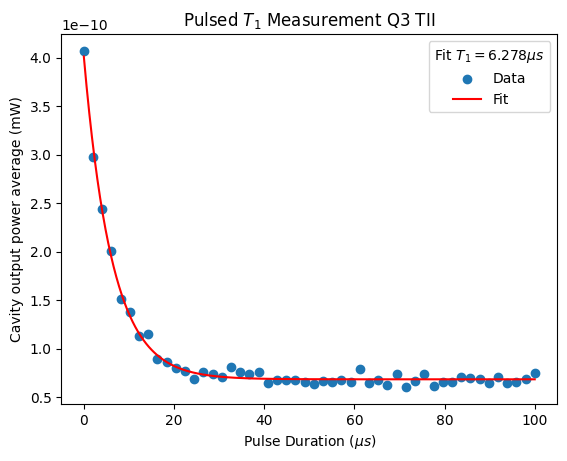 Pulsed T₁ Measurement Q3 TII
1e−10
Fit T₁ = 6.278μs
Data
Fit
Cavity output power average (mW)
4.0
3.5
3.0
2.5
2.0
1.5
1.0
0.5
0 20 40 60 80 100
Pulse Duration (μs)